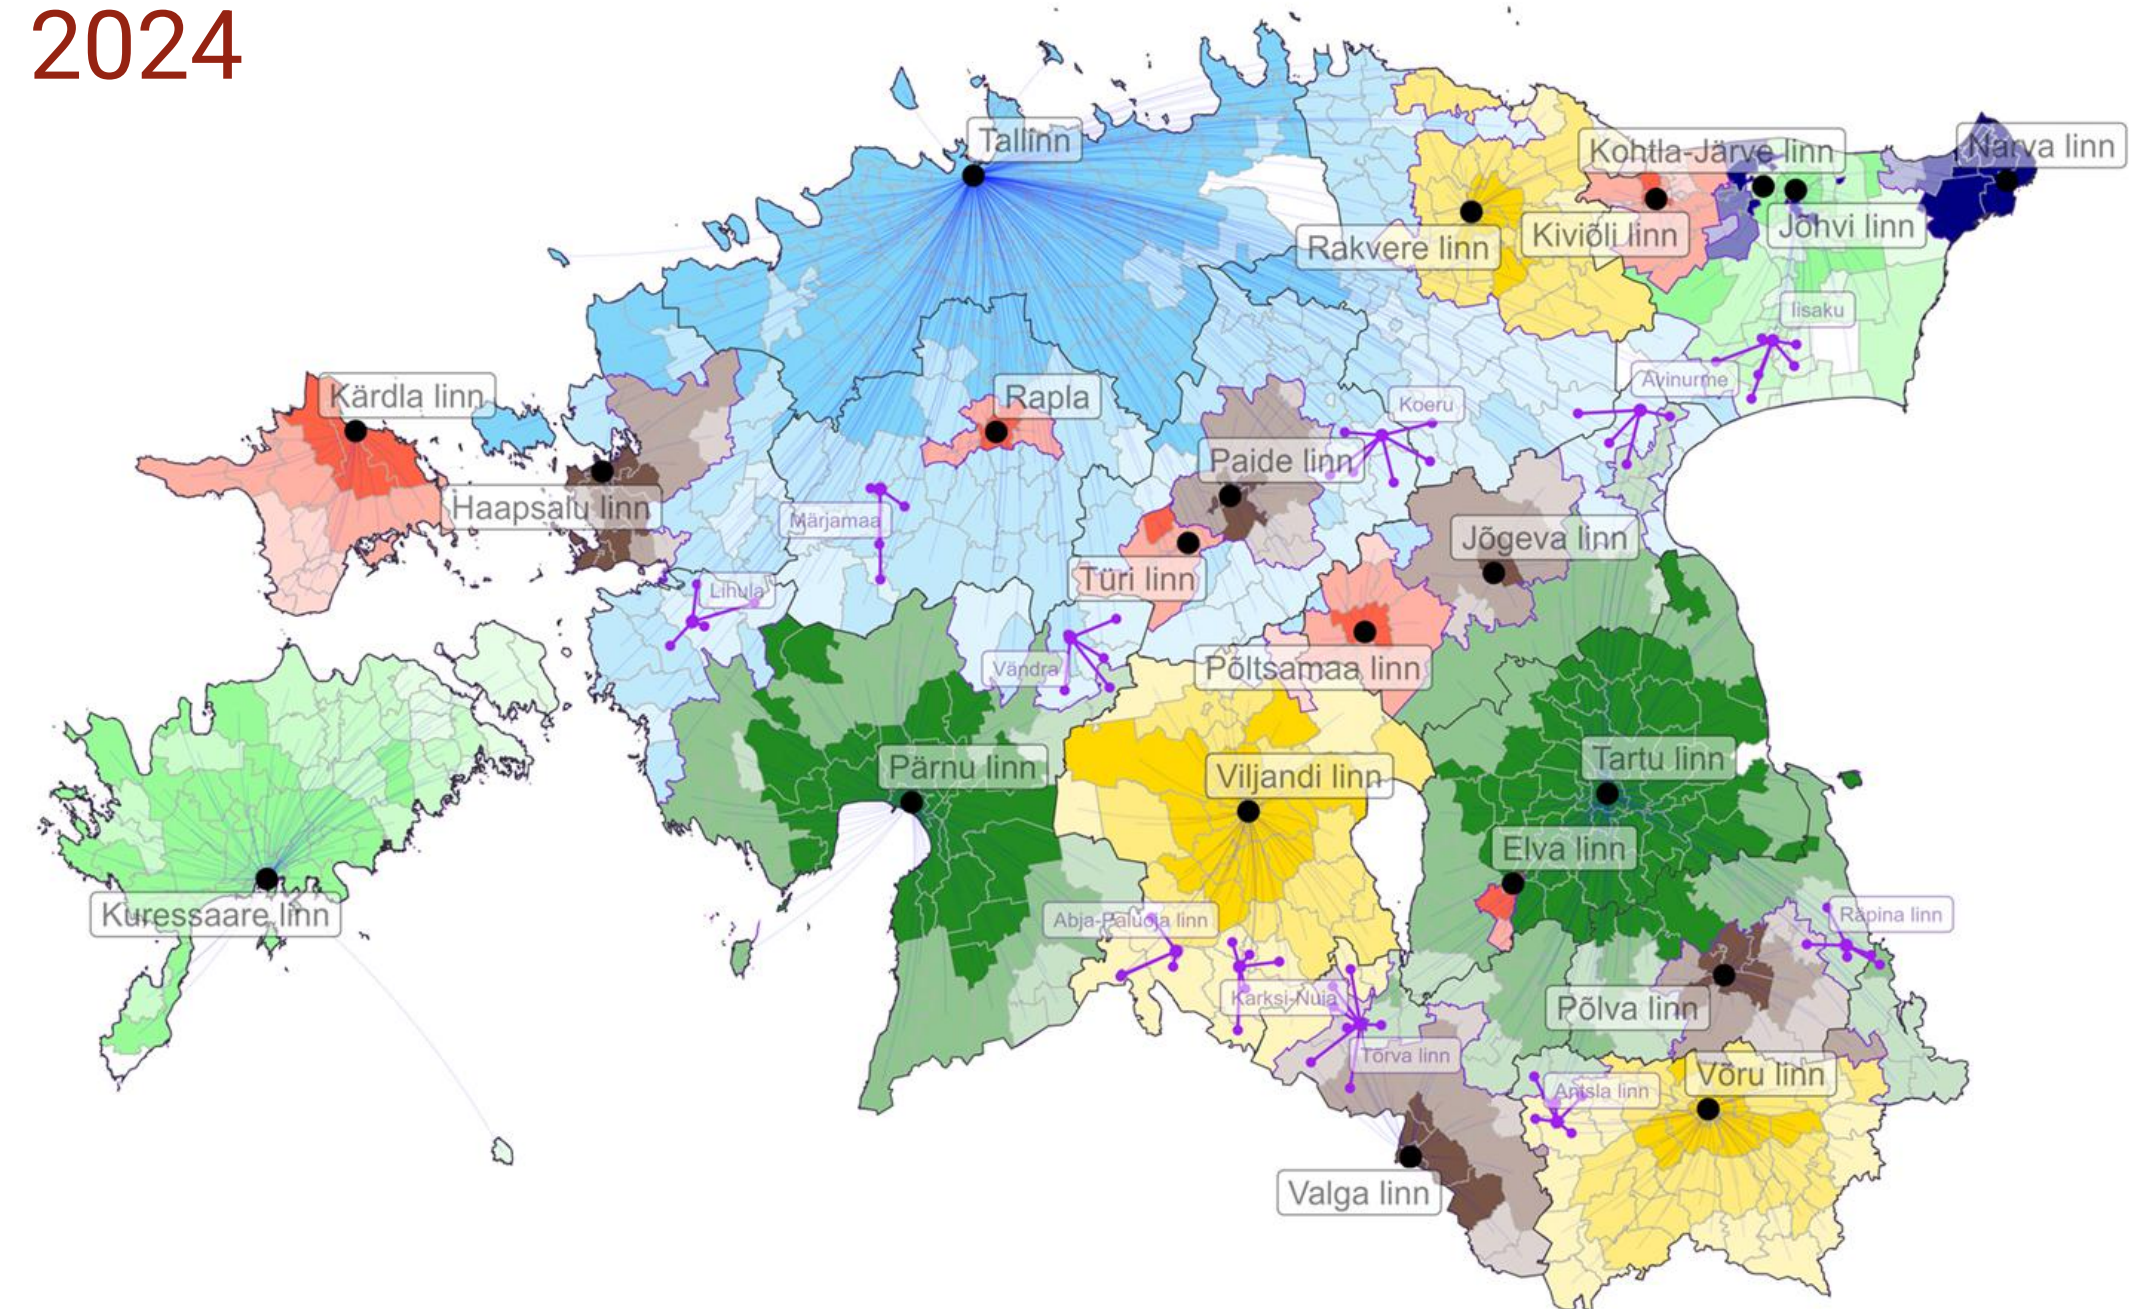 2024
Tallinn
Kohtla-Järve linn
Narva linn
Rakvere linn
Kiviõli linn
Jõhvi linn
Iisaku
Avinurme
Kärdla linn
Rapla
Koeru
Paide linn
Haapsalu linn
Märjamaa
Jõgeva linn
Türi linn
Lihula
Vändra
Põltsamaa linn
Pärnu linn
Viljandi linn
Tartu linn
Elva linn
Kuressaare linn
Abja-Paluoja linn
Räpina linn
Karksi-Nuia
Põlva linn
Tõrva linn
Antsla linn
Võru linn
Valga linn